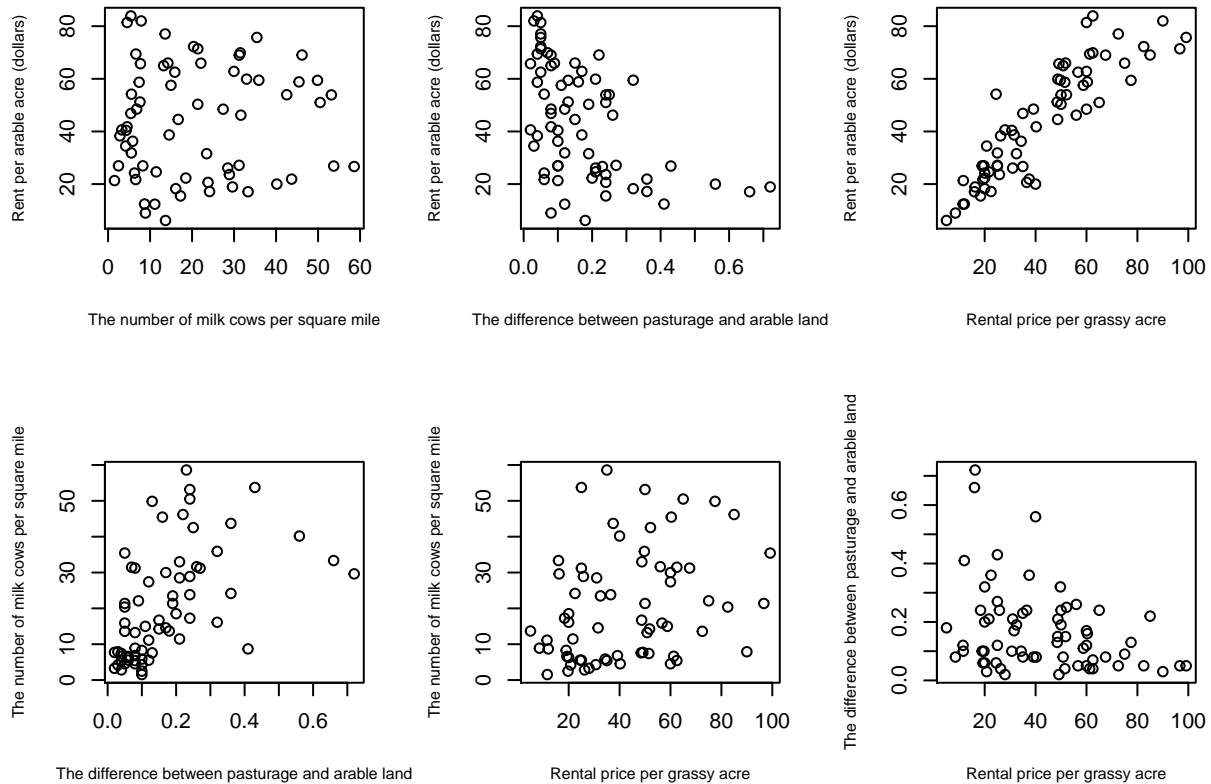 Rent per arable acre (dollars)
20 40 60 80
0 10 20 30 40 50 60
The number of milk cows per square mile
Rent per arable acre (dollars)
20 40 60 80
0.0 0.2 0.4 0.6
The difference between pasturage and arable land
Rent per arable acre (dollars)
20 40 60 80
20 40 60 80 100
Rental price per grassy acre
The number of milk cows per square mile
0 10 30 50
0.0 0.2 0.4 0.6
The difference between pasturage and arable land
The number of milk cows per square mile
0 10 30 50
20 40 60 80 100
Rental price per grassy acre
The difference between pasturage and arable land
0.0 0.2 0.4 0.6
20 40 60 80 100
Rental price per grassy acre